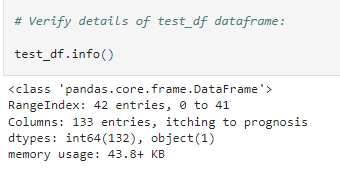 # Verify details of test_df dataframe:
test_df.info()
<class 'pandas.core.frame.DataFrame'>
RangeIndex: 42 entries, 0 to 41
Columns: 133 entries, itching to prognosis
dtypes: int64(132), object(1)
memory usage: 43.8+ KB